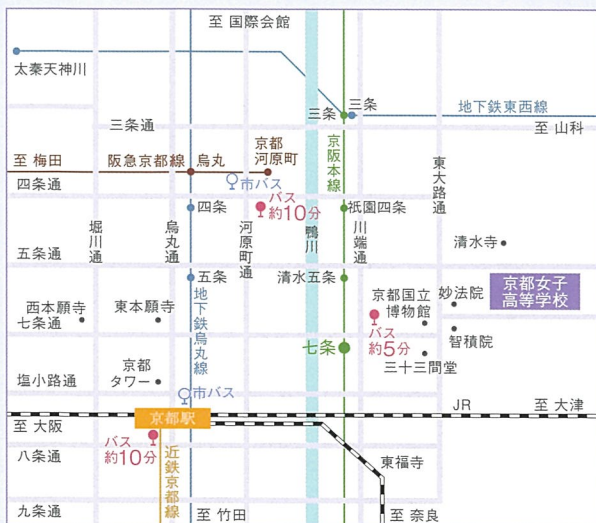 至 国際会館
太秦天神川
三条
三条
地下鉄東西線
三条通
至 山科
至 梅田
阪急京都線
烏丸
京都
河原町
京阪本線
東大路通
四条通
市バス
四条
バス
約10分
祇園四条
堀川通
烏丸通
河原町通
鴨川
川端通
清水寺
五条通
五条
清水五条
京都国立
博物館
妙法院
京都女子
高等学校
西本願寺
東本願寺
地下鉄烏丸線
七条通
バス
約5分
智積院
七条
三十三間堂
京都
タワー
塩小路通
市バス
JR
至 大津
京都駅
至 大阪
バス
約10分
近鉄京都線
八条通
東福寺
九条通
至 竹田
至 奈良